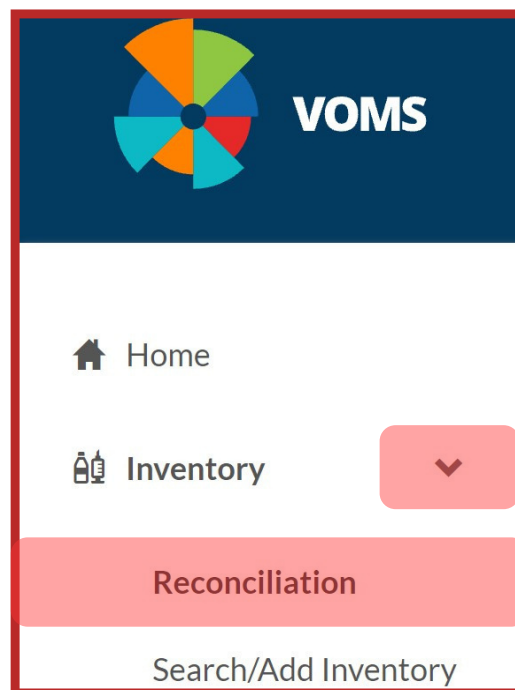 VOMS
Home
Inventory
Reconciliation
Search/Add Inventory